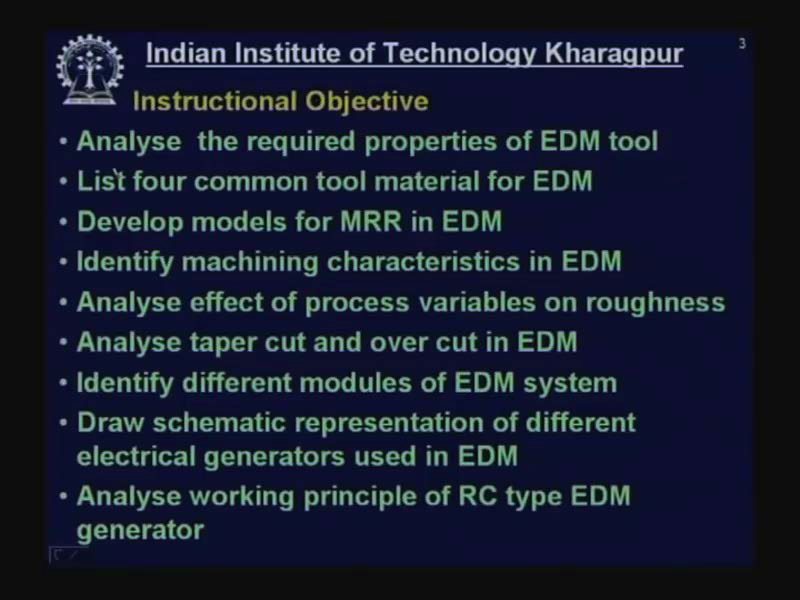 3
Indian Institute of Technology Kharagpur
Instructional Objective
• Analyse the required properties of EDM tool
• List four common tool material for EDM
• Develop models for MRR in EDM
• Identify machining characteristics in EDM
• Analyse effect of process variables on roughness
• Analyse taper cut and over cut in EDM
• Identify different modules of EDM system
• Draw schematic representation of different
electrical generators used in EDM
• Analyse working principle of RC type EDM
generator